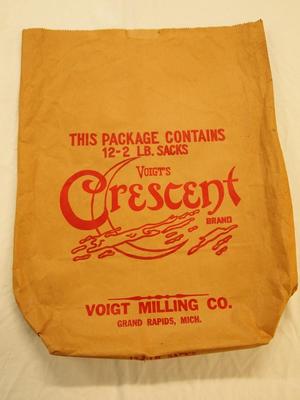 THIS PACKAGE CONTAINS
12-2 LB. SACKS
VOIGT'S
CRESCENT
BRAND
VOIGT MILLING CO.
GRAND RAPIDS, MICH.